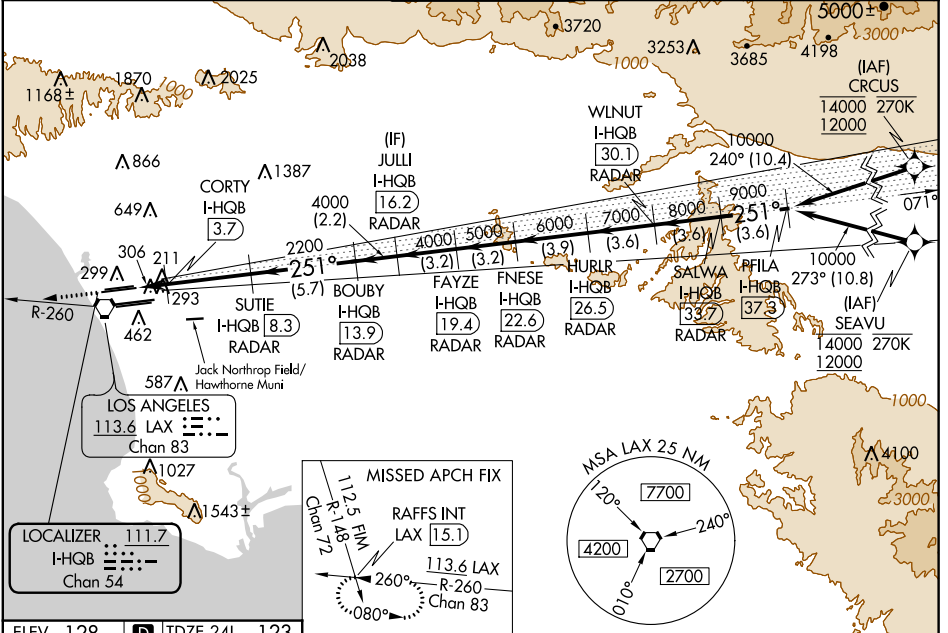 3720
5000±
3000
2038
3253
3685
4198
1000
1168±
1870
000
2025
(IAF)
CRCUS
14000 270K
12000
WLNUT
I-HQB
30.1
RADAR
10000
240° (10.4)
(IF)
JULLI
I-HQB
16.2
RADAR
866
1387
CORTY
I-HQB
3.7
649
4000
(2.2)
9000
251°
(3.6)
071°
8000
(3.6)
7000
(3.6)
6000
(3.9)
5000
(3.2)
4000
(3.2)
2200
251°
(5.7)
306
211
299
293
R-260
462
SUTIE
I-HQB 8.3
RADAR
BOUBY
I-HQB
13.9
RADAR
FAYZE
I-HQB
19.4
RADAR
FNESE
I-HQB
22.6
RADAR
HURLR
I-HQB
26.5
RADAR
SALWA
I-HQB
33.7
RADAR
PFILA
I-HQB
37.3
10000
273° (10.8)
(IAF)
SEAVU
14000 270K
12000
Jack Northrop Field/
Hawthorne Muni
587
LOS ANGELES
113.6 LAX
Chan 83
1027
000
1543±
LOCALIZER 111.7
I-HQB
Chan 54
MISSED APCH FIX
112.5 FIM
R-148
Chan 72
RAFFS INT
LAX 15.1
113.6 LAX
R-260
Chan 83
260°
080°
MSA LAX 25 NM
120°
7700
240°
4200
2700
010°
1000
4100
3000
ELEV 128 D TDZE 24L 123